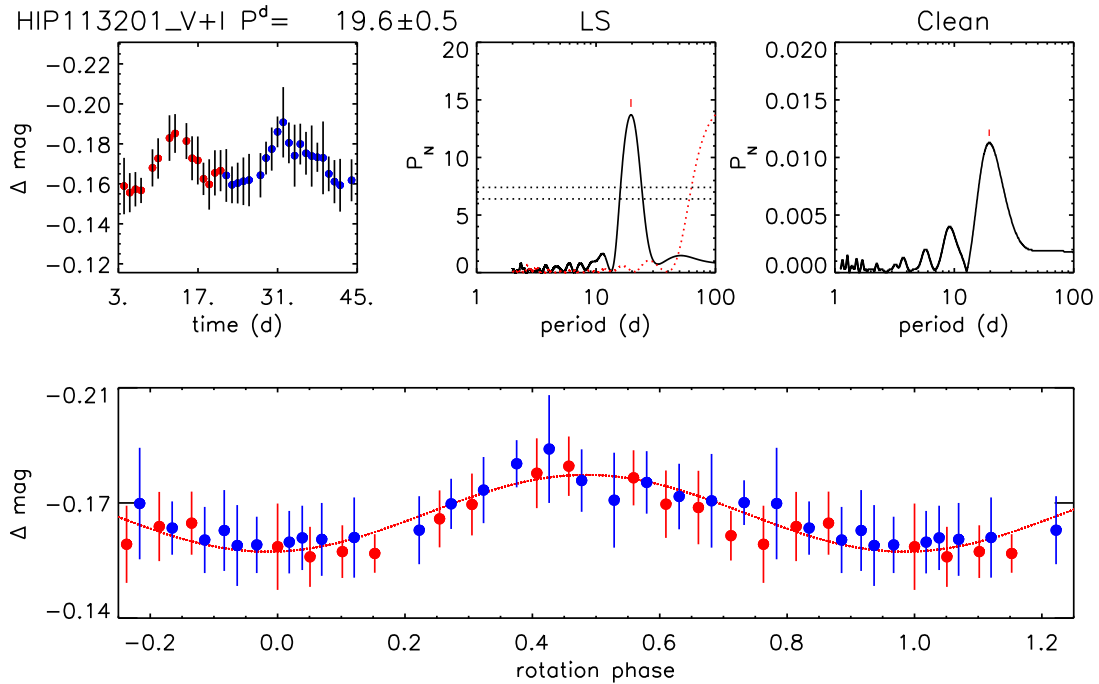 HIP113201_V+I P^d= 19.6±0.5
LS
Clean
Δ mag
−0.22
−0.20
−0.18
−0.16
−0.14
−0.12
3. 17. 31. 45.
time (d)
P_N
20
15
10
5
0
1 10 100
period (d)
P_N
0.020
0.015
0.010
0.005
0.000
1 10 100
period (d)
Δ mag
−0.21
−0.17
−0.14
−0.2 0.0 0.2 0.4 0.6 0.8 1.0 1.2
rotation phase